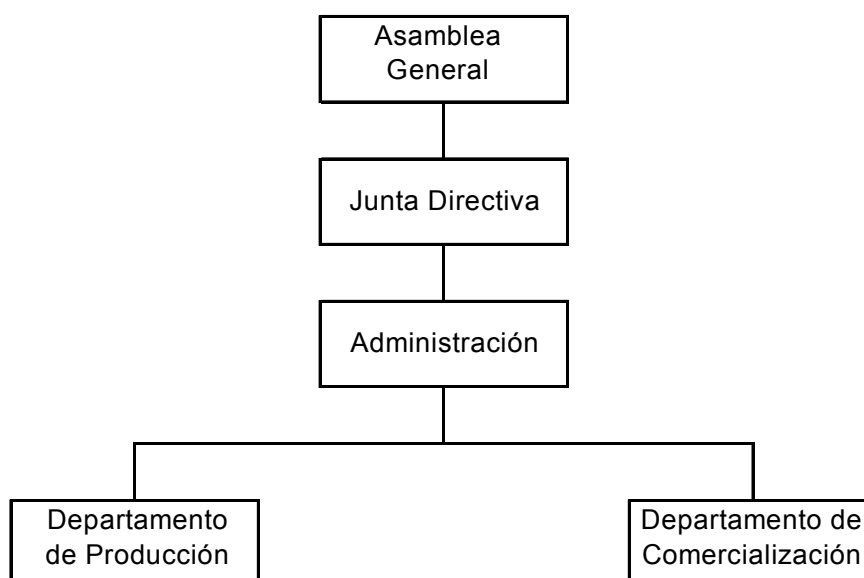 Asamblea
General
Junta Directiva
Administración
Departamento
de Producción
Departamento de
Comercialización